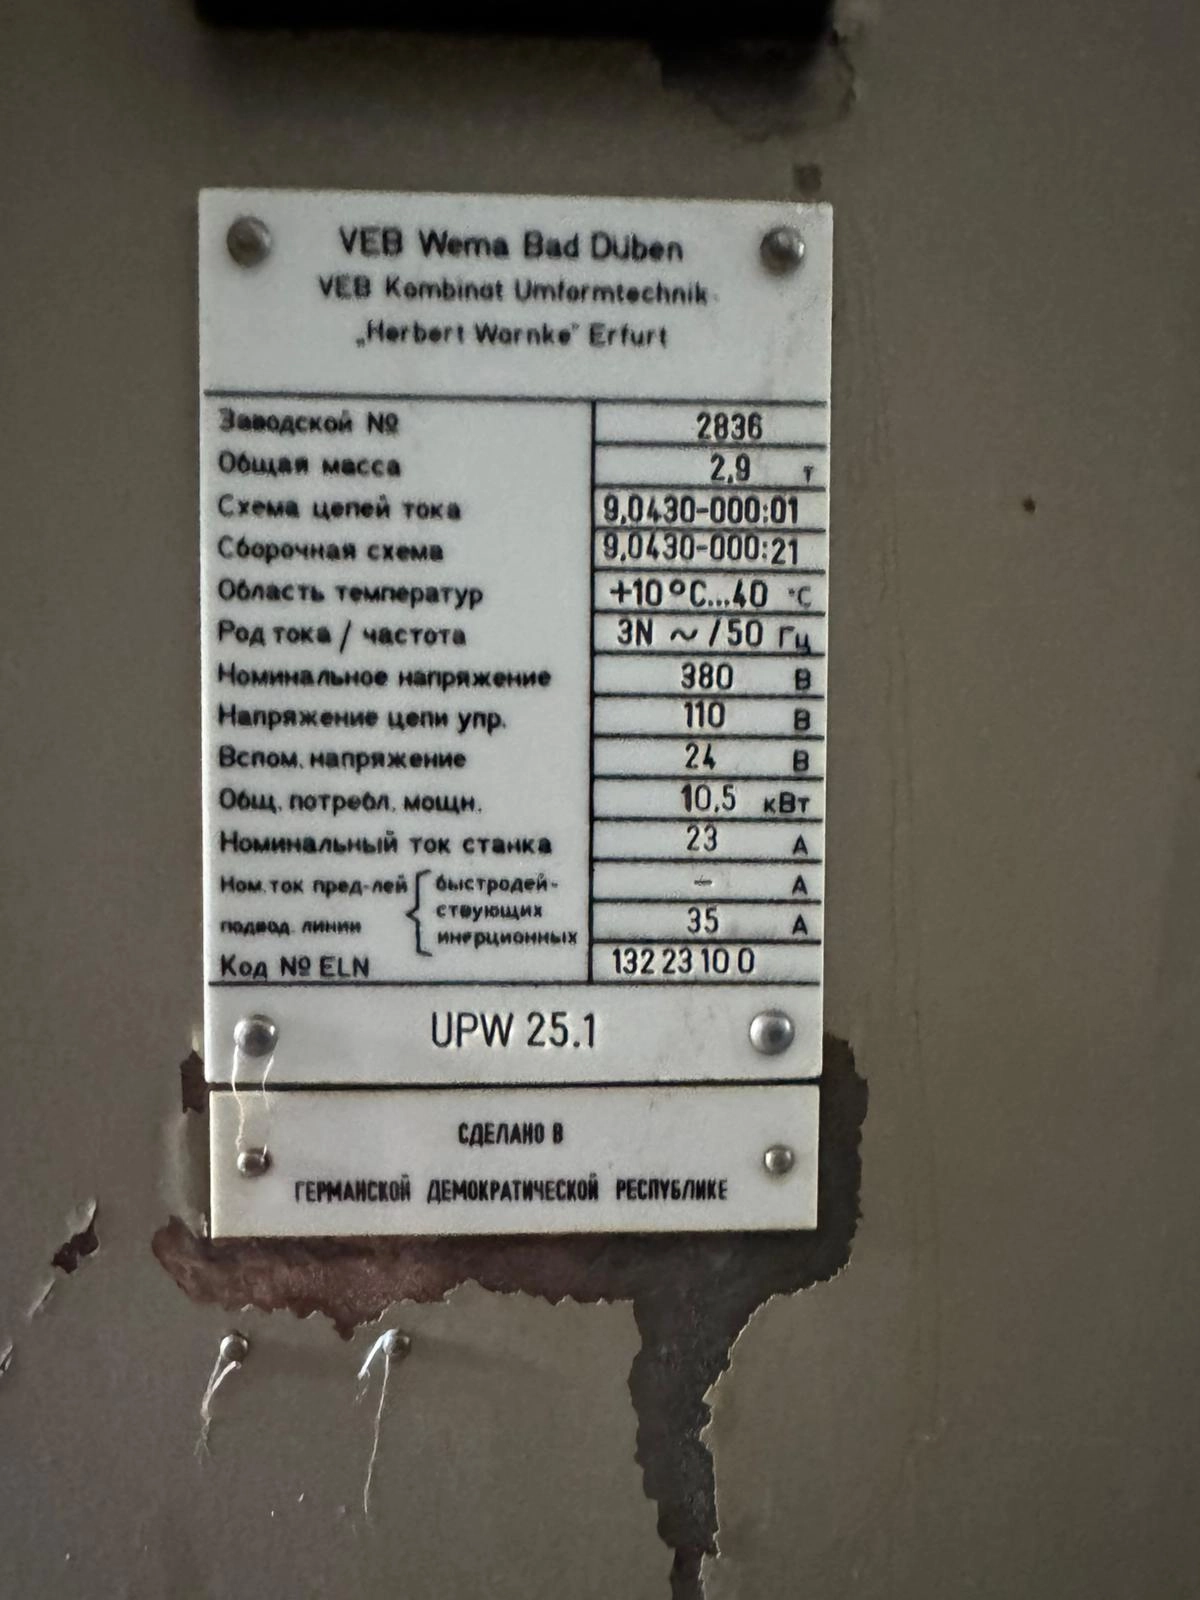 VEB Wema Bad Düben
VEB Kombinat Umformtechnik
„Herbert Warnke" Erfurt
Заводской № 2836
Общая масса 2,9 т
Схема цепей тока 9.0430-000:01
Сборочная схема 9.0430-000:21
Область температур +10°C...40 °C
Род тока / частота 3N ~ / 50 Гц
Номинальное напряжение 380 В
Напряжение цепи упр. 110 В
Вспом. напряжение 24 В
Общ. потребл. мощн. 10,5 кВт
Номинальный ток станка 23 А
Ном. ток пред-лей { быстродей- – А
ствующих
подвод. линии инерционных 35 А
Код № ELN 132 23 10 0
UPW 25.1
СДЕЛАНО В
ГЕРМАНСКОЙ ДЕМОКРАТИЧЕСКОЙ РЕСПУБЛИКЕ